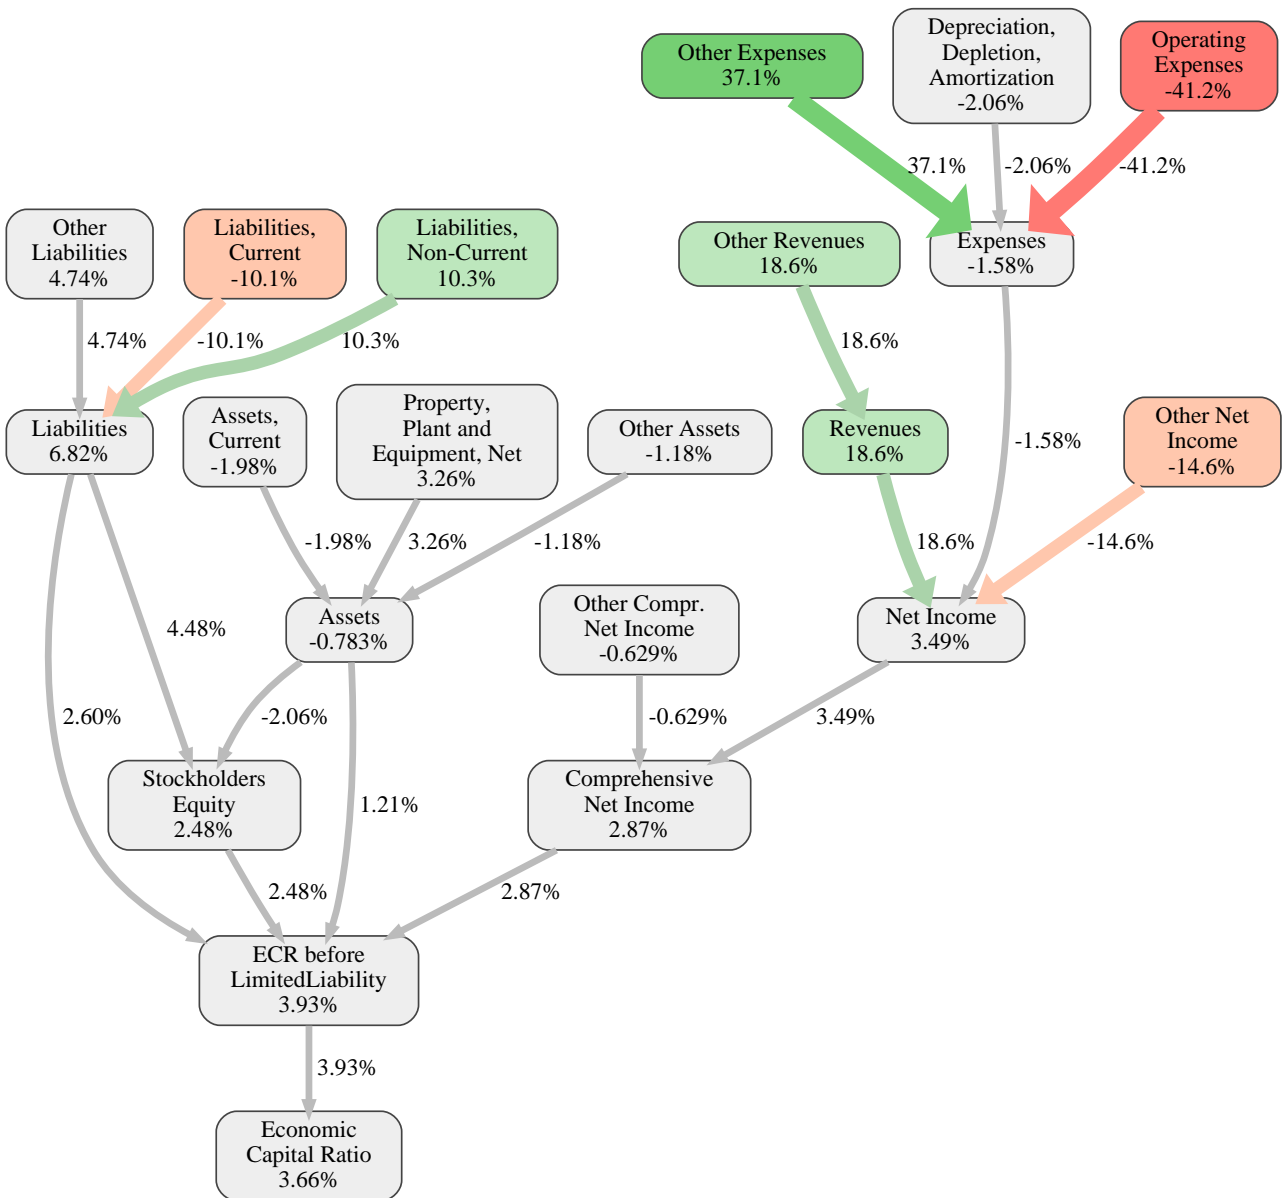 Other Expenses
37.1%
Depreciation,
Depletion,
Amortization
-2.06%
Operating
Expenses
-41.2%
37.1%
-2.06%
-41.2%
Other
Liabilities
4.74%
Liabilities,
Current
-10.1%
Liabilities,
Non-Current
10.3%
Other Revenues
18.6%
Expenses
-1.58%
4.74%
-10.1%
10.3%
18.6%
Liabilities
6.82%
Assets,
Current
-1.98%
Property,
Plant and
Equipment, Net
3.26%
Other Assets
-1.18%
Revenues
18.6%
-1.58%
Other Net
Income
-14.6%
-1.98%
3.26%
-1.18%
18.6%
-14.6%
4.48%
Assets
-0.783%
Other Compr.
Net Income
-0.629%
Net Income
3.49%
2.60%
-2.06%
-0.629%
3.49%
Stockholders
Equity
2.48%
1.21%
Comprehensive
Net Income
2.87%
2.48%
2.87%
ECR before
LimitedLiability
3.93%
3.93%
Economic
Capital Ratio
3.66%